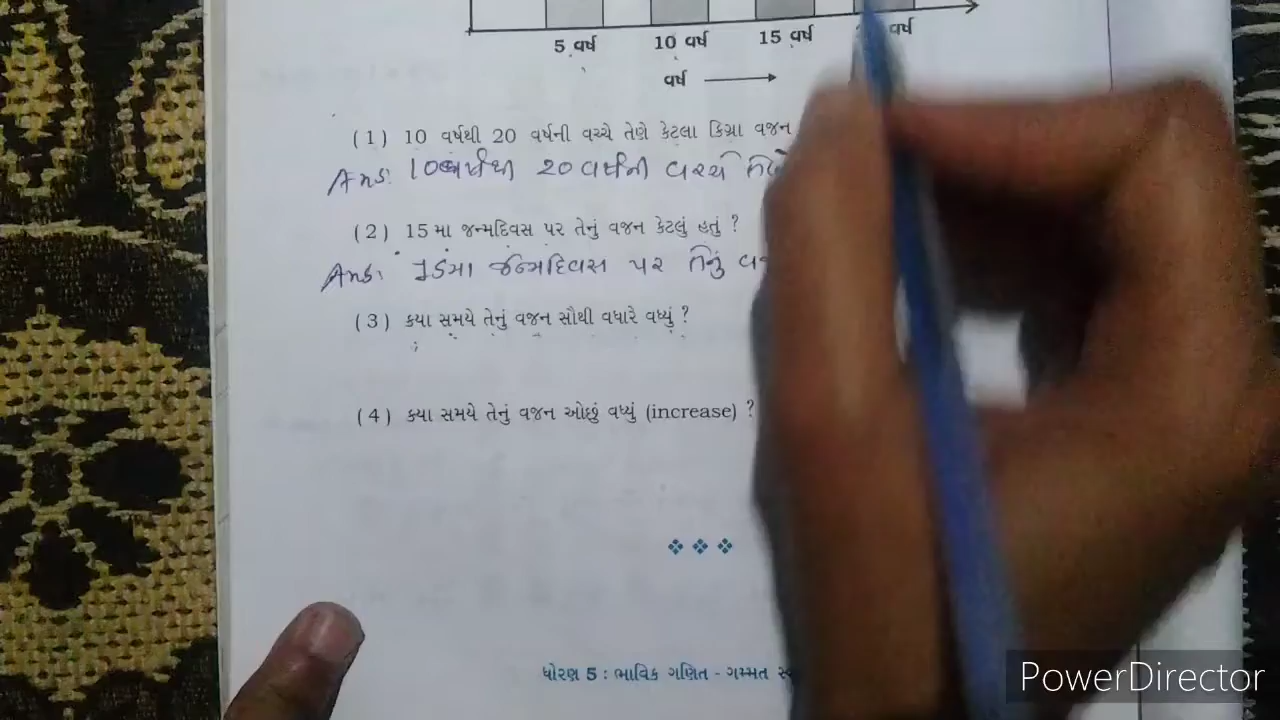 5 વર્ષ 10 વર્ષ 15 વર્ષ વર્ષ
વર્ષ
(1) 10 વર્ષથી 20 વર્ષની વચ્ચે તેણે કેટલા કિગ્રા વજન
Ans: 10 વર્ષથી 20 વર્ષની વચ્ચે તેણે
(2) 15 મા જન્મદિવસ પર તેનું વજન કેટલું હતું ?
Ans: જન્મદિવસ પર તેનું
(3) કયા સમયે તેનું વજન સૌથી વધારે વધ્યું ?
(4) કયા સમયે તેનું વજન ઓછું વધ્યું (increase) ?
ધોરણ 5 : ભાવિક ગણિત - ગમ્મત
PowerDirector